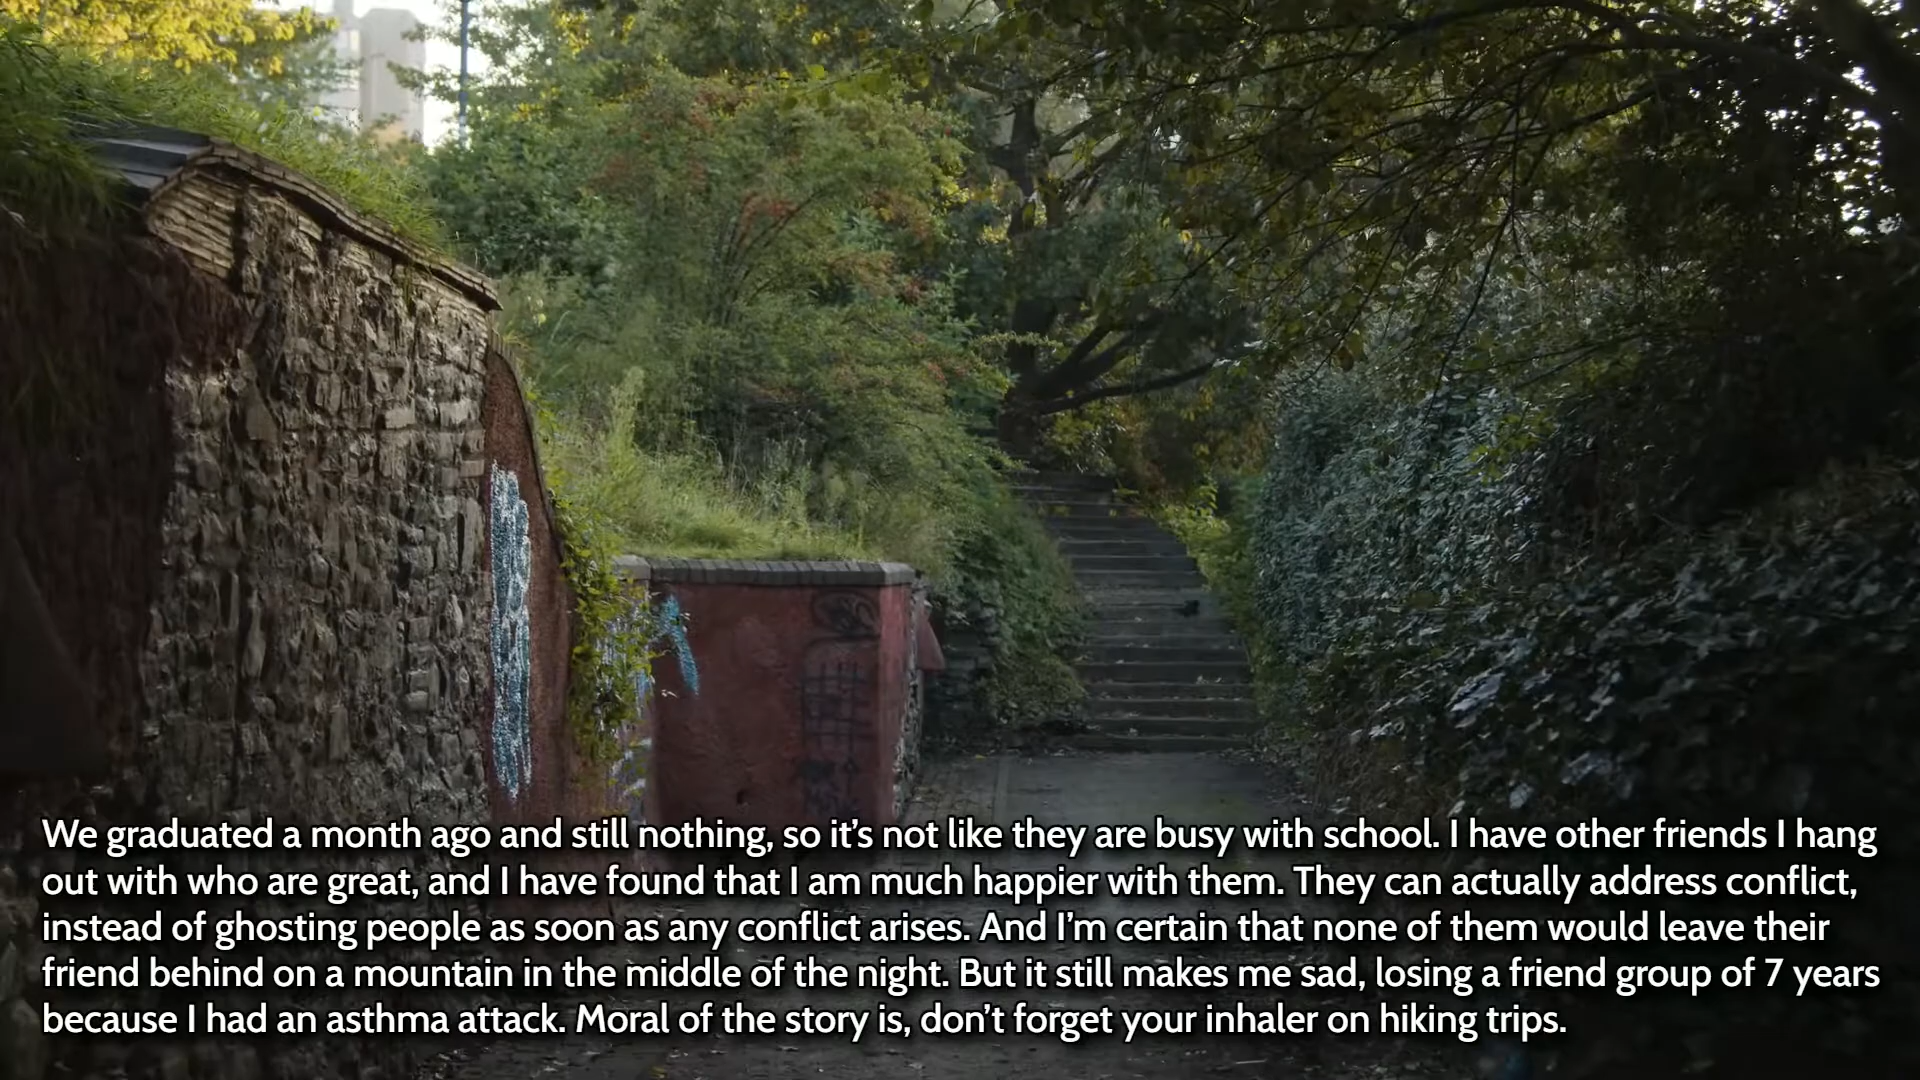 We graduated a month ago and still nothing, so it’s not like they are busy with school. I have other friends I hang
out with who are great, and I have found that I am much happier with them. They can actually address conflict,
instead of ghosting people as soon as any conflict arises. And I’m certain that none of them would leave their
friend behind on a mountain in the middle of the night. But it still makes me sad, losing a friend group of 7 years
because I had an asthma attack. Moral of the story is, don’t forget your inhaler on hiking trips.